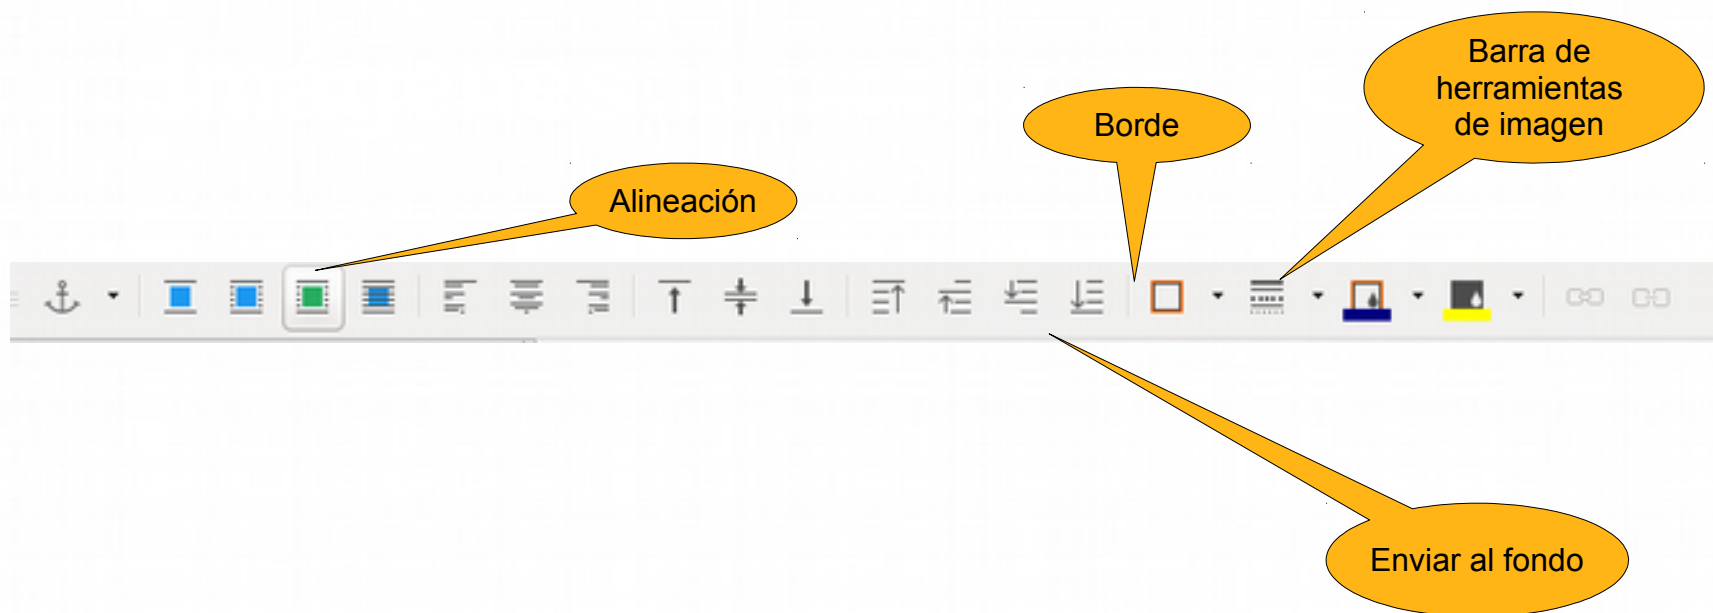 Barra de
herramientas
de imagen
Borde
Alineación
Enviar al fondo